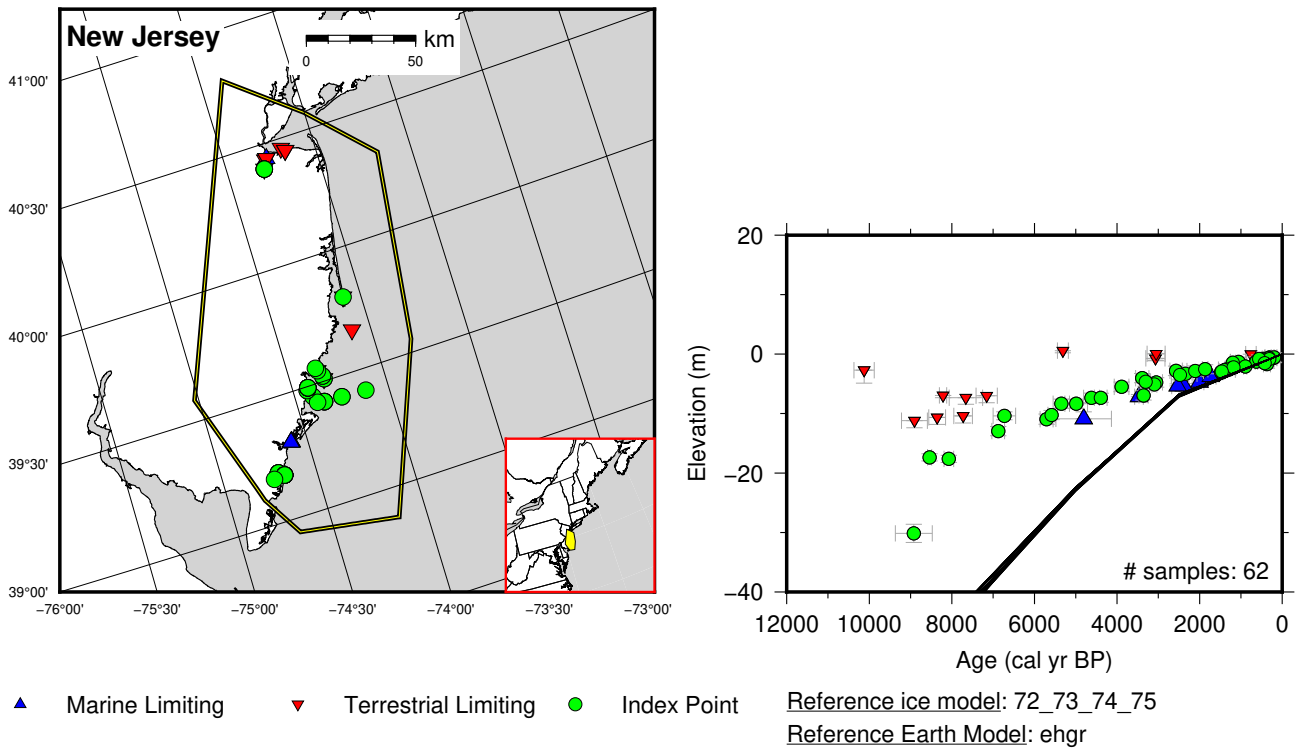 New Jersey
km
0 50
41°00'
40°30'
40°00'
39°30'
39°00'
−76°00' −75°30' −75°00' −74°30' −74°00' −73°30' −73°00'
20
0
−20
−40
Elevation (m)
# samples: 62
12000 10000 8000 6000 4000 2000 0
Age (cal yr BP)
Marine Limiting Terrestrial Limiting Index Point
Reference ice model: 72_73_74_75
Reference Earth Model: ehgr